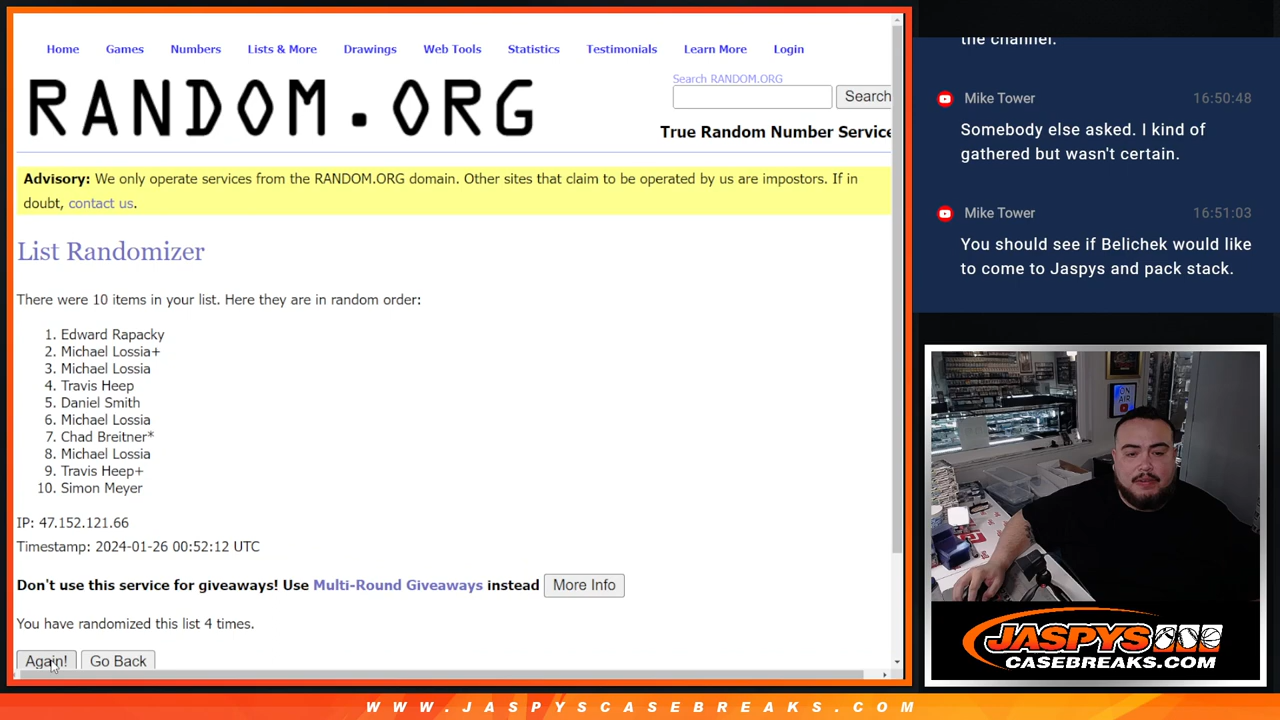 Home Games Numbers Lists & More Drawings Web Tools Statistics Testimonials Learn More Login
RANDOM.ORG
Search RANDOM.ORG
Search
True Random Number Service
Advisory: We only operate services from the RANDOM.ORG domain. Other sites that claim to be operated by us are impostors. If in
doubt, contact us.
List Randomizer
There were 10 items in your list. Here they are in random order:
1. Edward Rapacky
2. Michael Lossia+
3. Michael Lossia
4. Travis Heep
5. Daniel Smith
6. Michael Lossia
7. Chad Breitner*
8. Michael Lossia
9. Travis Heep+
10. Simon Meyer
IP: 47.152.121.66
Timestamp: 2024-01-26 00:52:12 UTC
Don't use this service for giveaways! Use Multi-Round Giveaways instead More Info
You have randomized this list 4 times.
Again! Go Back
the channel.
Mike Tower 16:50:48
Somebody else asked. I kind of
gathered but wasn't certain.
Mike Tower 16:51:03
You should see if Belichek would like
to come to Jaspys and pack stack.
ON
AIR
JASPYS
CASEBREAKS.COM
WWW.JASPYSCASEBREAKS.COM